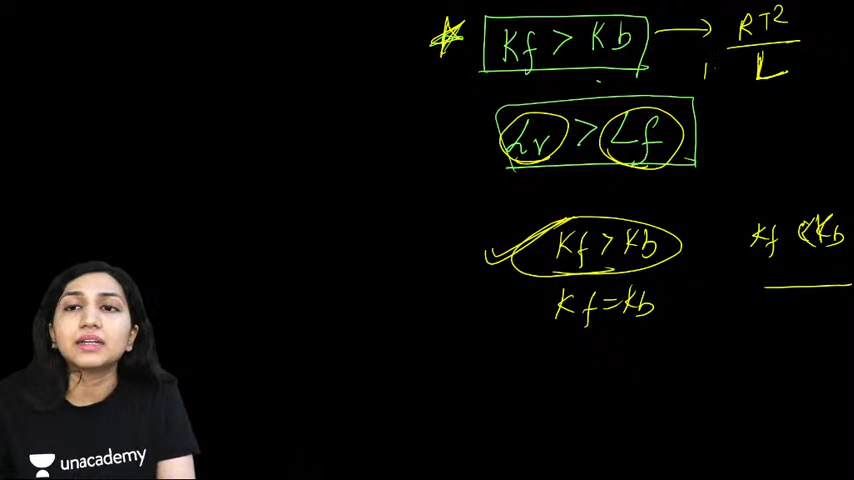 Kf > Kb → RT²/L
Lv > Lf
Kf > Kb
Kf < Kb
Kf = Kb
unacademy